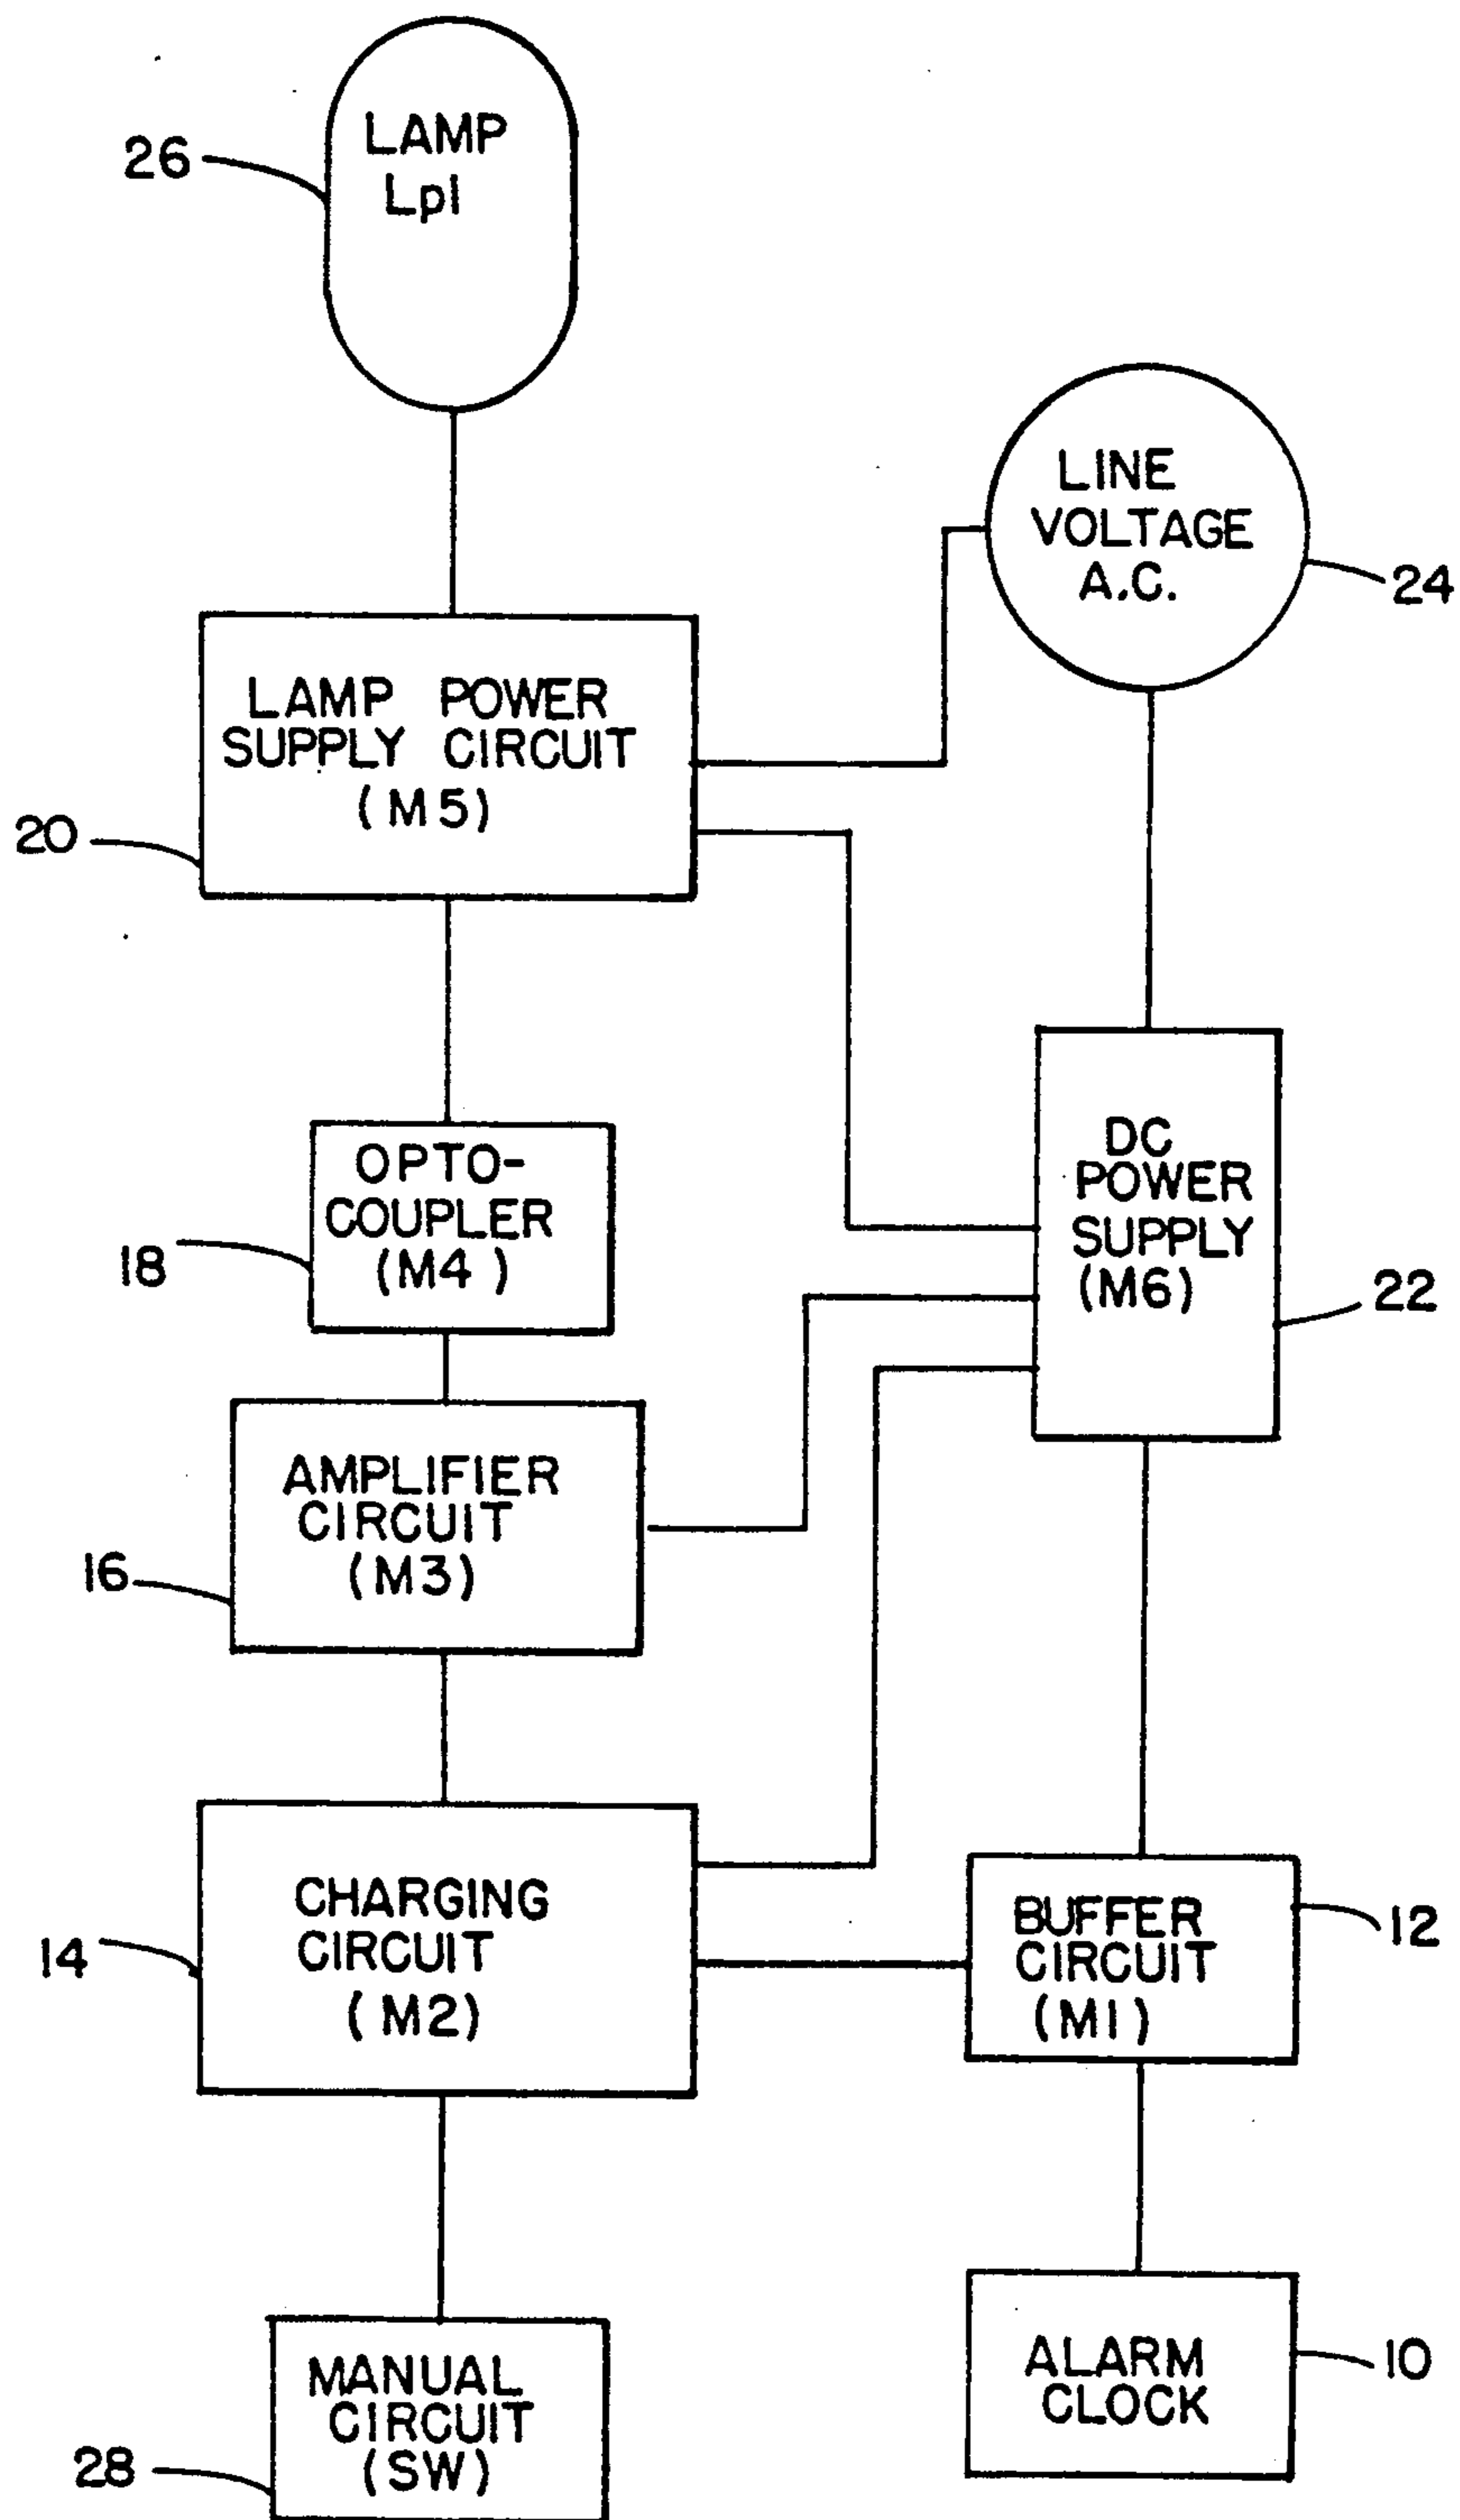 LAMP
Lp1
26
LINE
VOLTAGE
A.C.
24
LAMP POWER
SUPPLY CIRCUIT
(M5)
20
OPTO-
COUPLER
(M4)
18
DC
POWER
SUPPLY
(M6)
22
AMPLIFIER
CIRCUIT
(M3)
16
CHARGING
CIRCUIT
(M2)
14
BUFFER
CIRCUIT
(M1)
12
MANUAL
CIRCUIT
(SW)
28
ALARM
CLOCK
10